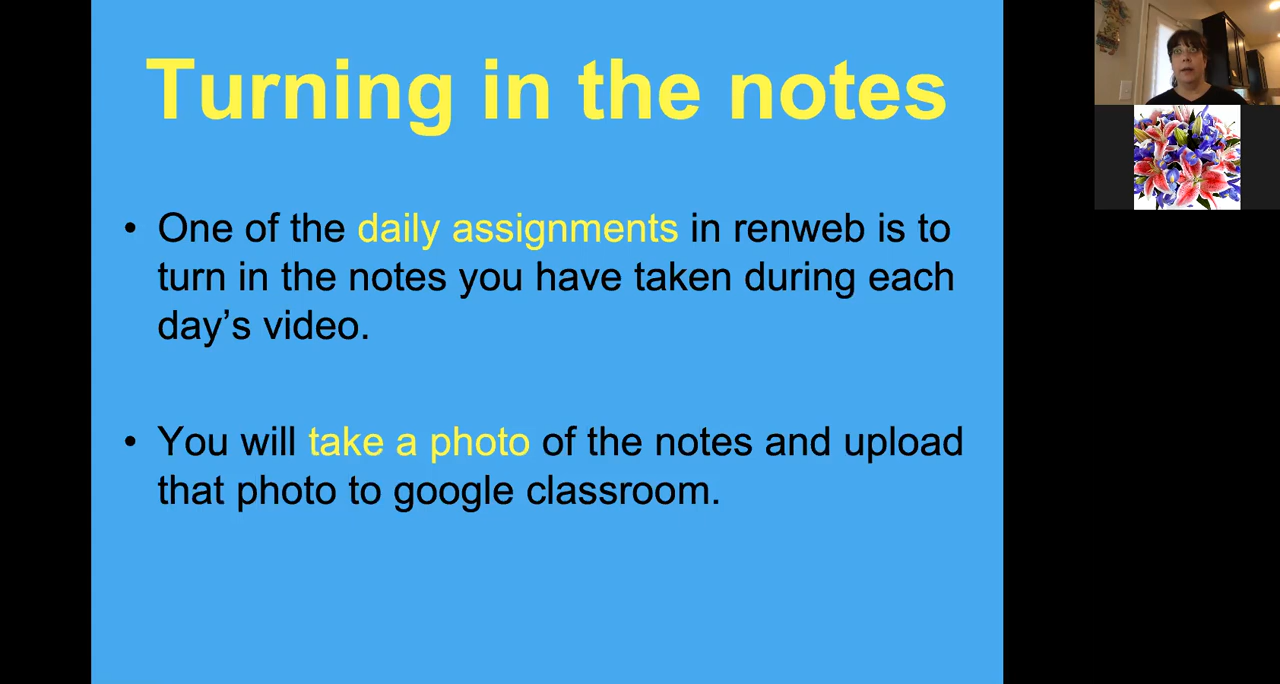 Turning in the notes
• One of the daily assignments in renweb is to
turn in the notes you have taken during each
day’s video.
• You will take a photo of the notes and upload
that photo to google classroom.